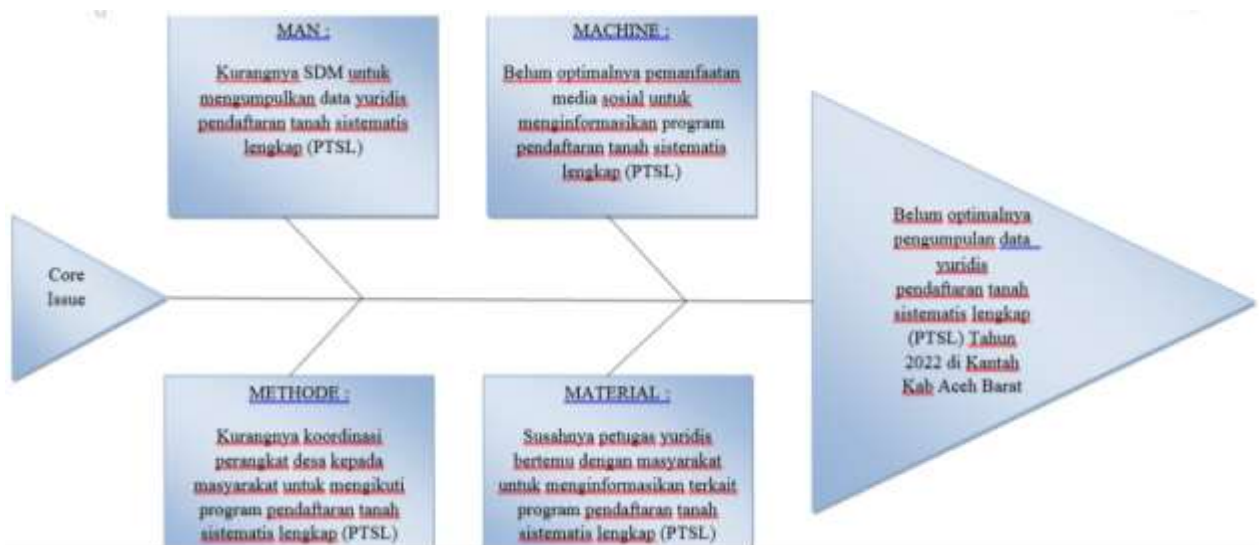 MAN :
Kurangnya SDM untuk
mengumpulkan data yuridis
pendaftaran tanah sistematis
lengkap (PTSL)
MACHINE :
Belum optimalnya pemanfaatan
media sosial untuk
menginformasikan program
pendaftaran tanah sistematis
lengkap (PTSL)
Core
Issue
Belum optimalnya
pengumpulan data
yuridis
pendaftaran tanah
sistematis lengkap
(PTSL) Tahun
2022 di Kantah
Kab Aceh Barat
METHODE :
Kurangnya koordinasi
perangkat desa kepada
masyarakat untuk mengikuti
program pendaftaran tanah
sistematis lengkap (PTSL)
MATERIAL :
Susahnya petugas yuridis
bertemu dengan masyarakat
untuk menginformasikan terkait
program pendaftaran tanah
sistematis lengkap (PTSL)